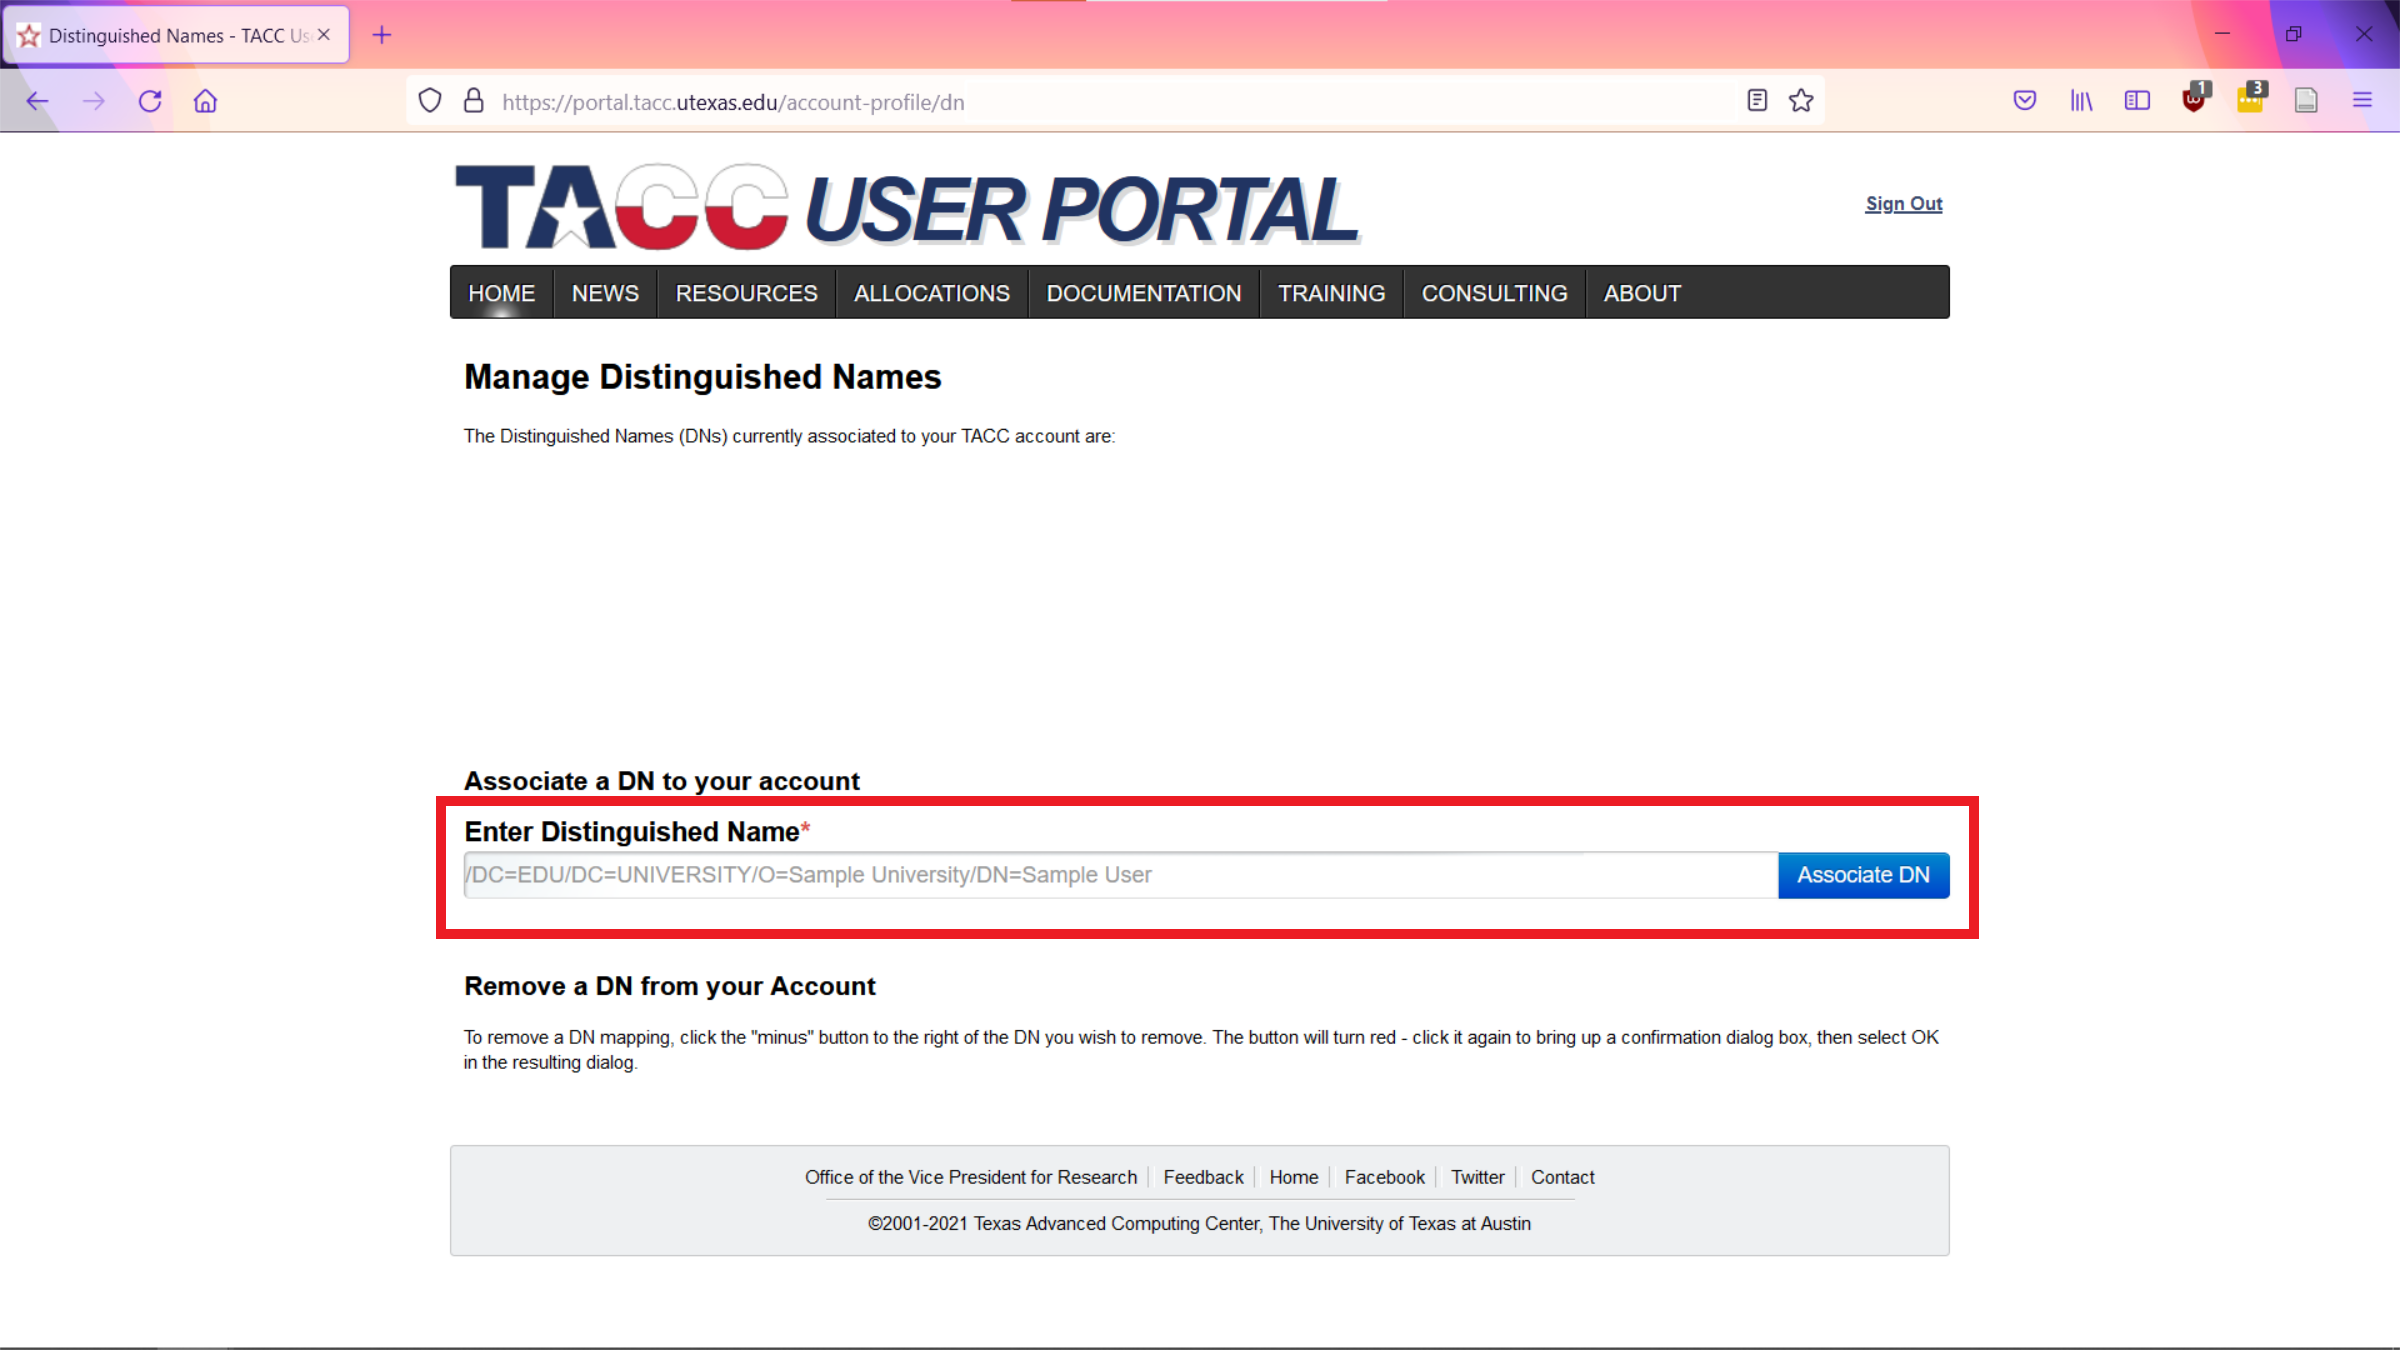 Distinguished Names - TACC Us
https://portal.tacc.utexas.edu/account-profile/dn
1
3
TACC USER PORTAL
Sign Out
HOME NEWS RESOURCES ALLOCATIONS DOCUMENTATION TRAINING CONSULTING ABOUT
Manage Distinguished Names
The Distinguished Names (DNs) currently associated to your TACC account are:
Associate a DN to your account
Enter Distinguished Name*
/DC=EDU/DC=UNIVERSITY/O=Sample University/DN=Sample User
Associate DN
Remove a DN from your Account
To remove a DN mapping, click the "minus" button to the right of the DN you wish to remove. The button will turn red - click it again to bring up a confirmation dialog box, then select OK
in the resulting dialog.
Office of the Vice President for Research Feedback Home Facebook Twitter Contact
©2001-2021 Texas Advanced Computing Center, The University of Texas at Austin